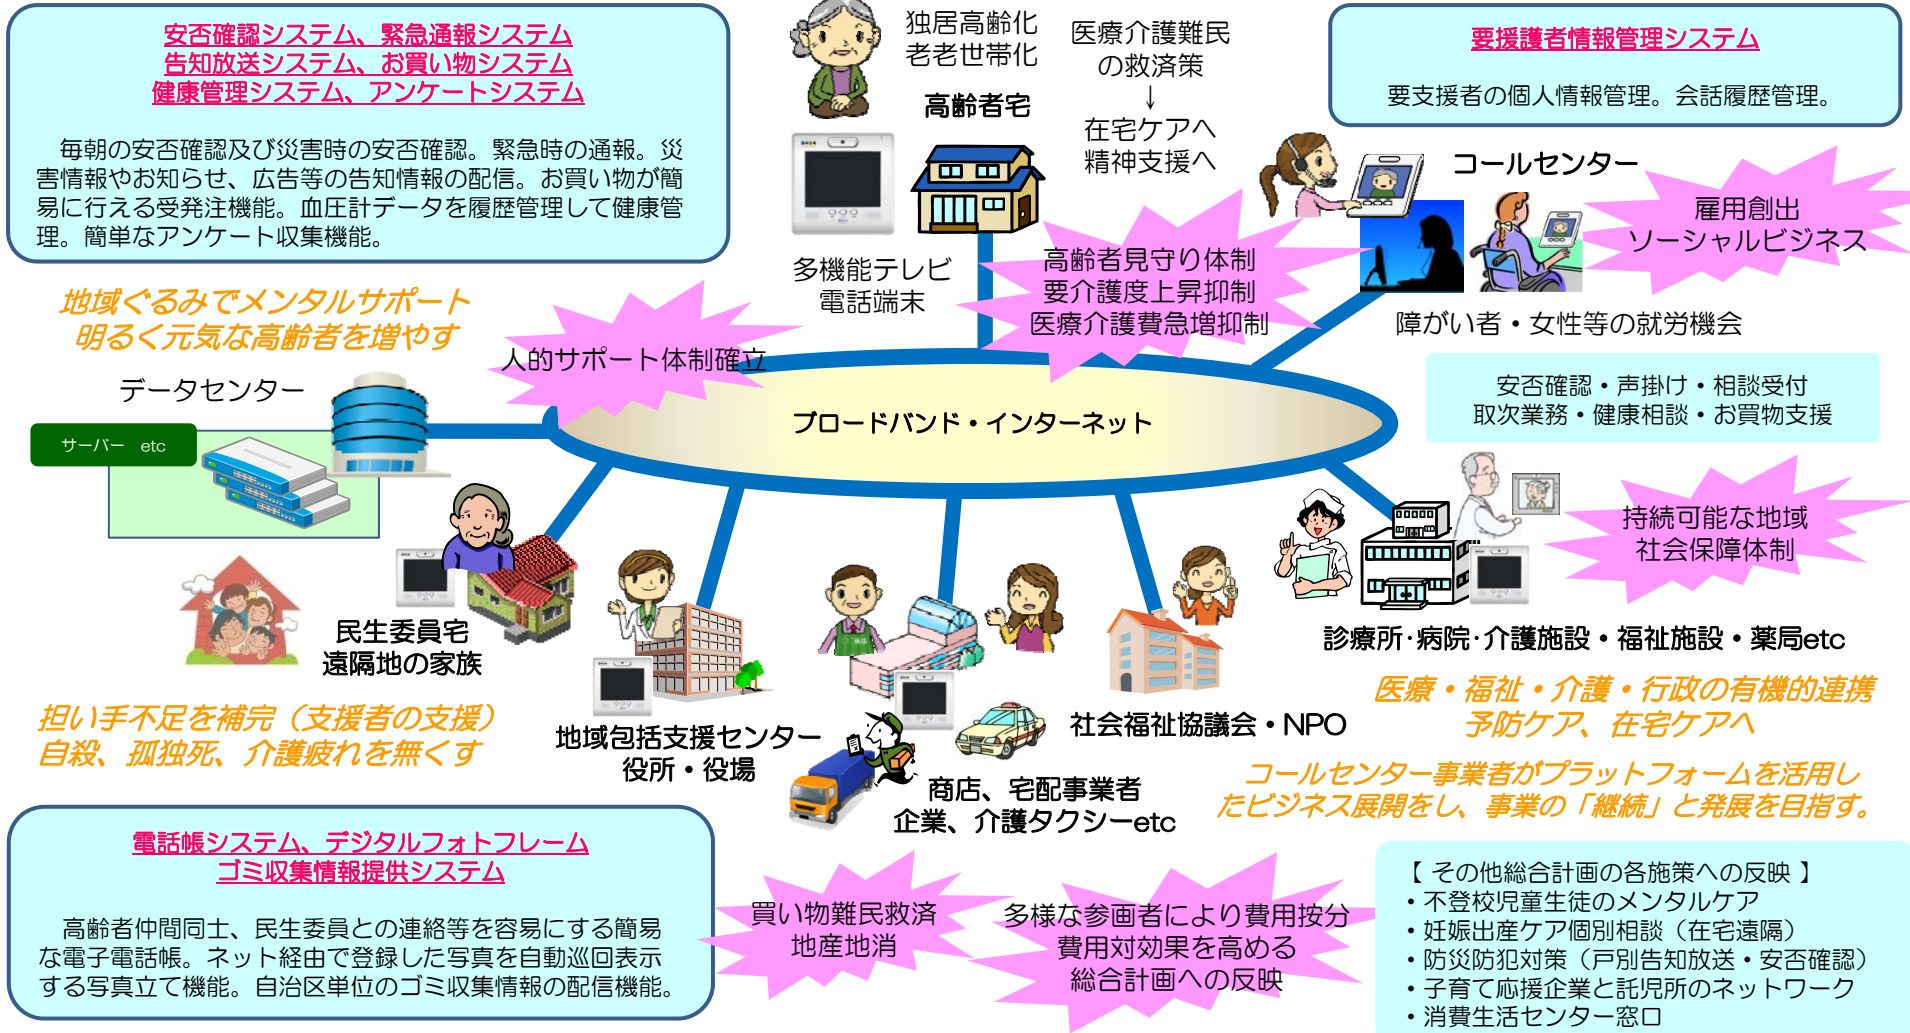 安否確認システム、緊急通報システム
告知放送システム、お買い物システム
健康管理システム、アンケートシステム
毎朝の安否確認及び災害時の安否確認。緊急時の通報。災
害情報やお知らせ、広告等の告知情報の配信。お買い物が簡
易に行える受発注機能。血圧計データを履歴管理して健康管
理。簡単なアンケート収集機能。
独居高齢化
老老世帯化
高齢者宅
医療介護難民
の救済策
↓
在宅ケアへ
精神支援へ
要援護者情報管理システム
要支援者の個人情報管理。会話履歴管理。
コールセンター
雇用創出
ソーシャルビジネス
多機能テレビ
電話端末
高齢者見守り体制
要介護度上昇抑制
医療介護費急増抑制
障がい者・女性等の就労機会
地域ぐるみでメンタルサポート
明るく元気な高齢者を増やす
人的サポート体制確立
安否確認・声掛け・相談受付
取次業務・健康相談・お買物支援
データセンター
サーバー etc
ブロードバンド・インターネット
持続可能な地域
社会保障体制
民生委員宅
遠隔地の家族
診療所・病院・介護施設・福祉施設・薬局etc
担い手不足を補完（支援者の支援）
自殺、孤独死、介護疲れを無くす
地域包括支援センター
役所・役場
社会福祉協議会・NPO
医療・福祉・介護・行政の有機的連携
予防ケア、在宅ケアへ
商店、宅配事業者
企業、介護タクシーetc
コールセンター事業者がプラットフォームを活用し
たビジネス展開をし、事業の「継続」と発展を目指す。
電話帳システム、デジタルフォトフレーム
ゴミ収集情報提供システム
高齢者仲間同士、民生委員との連絡等を容易にする簡易
な電子電話帳。ネット経由で登録した写真を自動巡回表示
する写真立て機能。自治区単位のゴミ収集情報の配信機能。
買い物難民救済
地産地消
多様な参画者により費用按分
費用対効果を高める
総合計画への反映
【 その他総合計画の各施策への反映 】
・不登校児童生徒のメンタルケア
・妊娠出産ケア個別相談（在宅遠隔）
・防災防犯対策（戸別告知放送・安否確認）
・子育て応援企業と託児所のネットワーク
・消費生活センター窓口